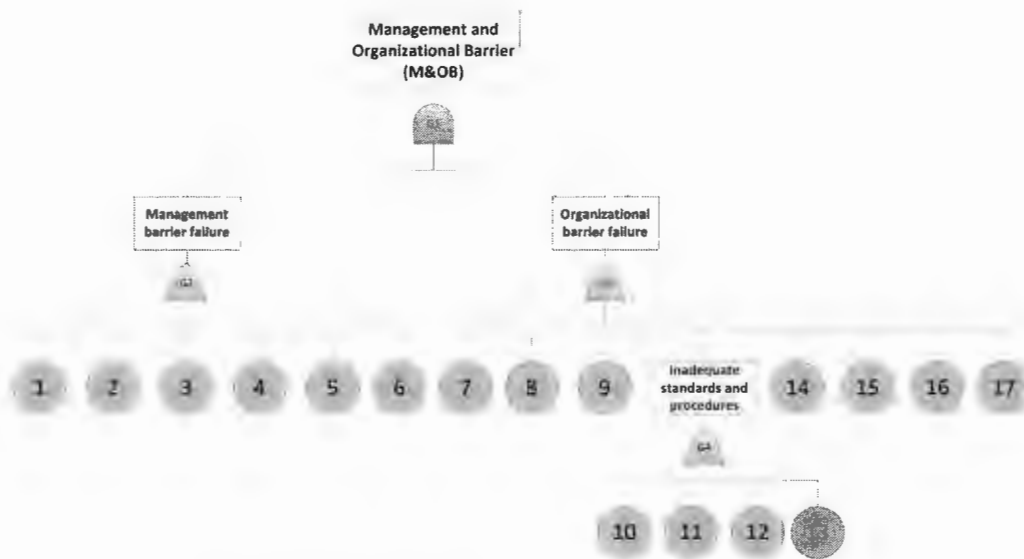 Management and
Organizational Barrier
(M&OB)
Management
barrier failure
Organizational
barrier failure
1 2 3 4 5 6 7 8 9
Inadequate
standards and
procedures
14 15 16 17
10 11 12